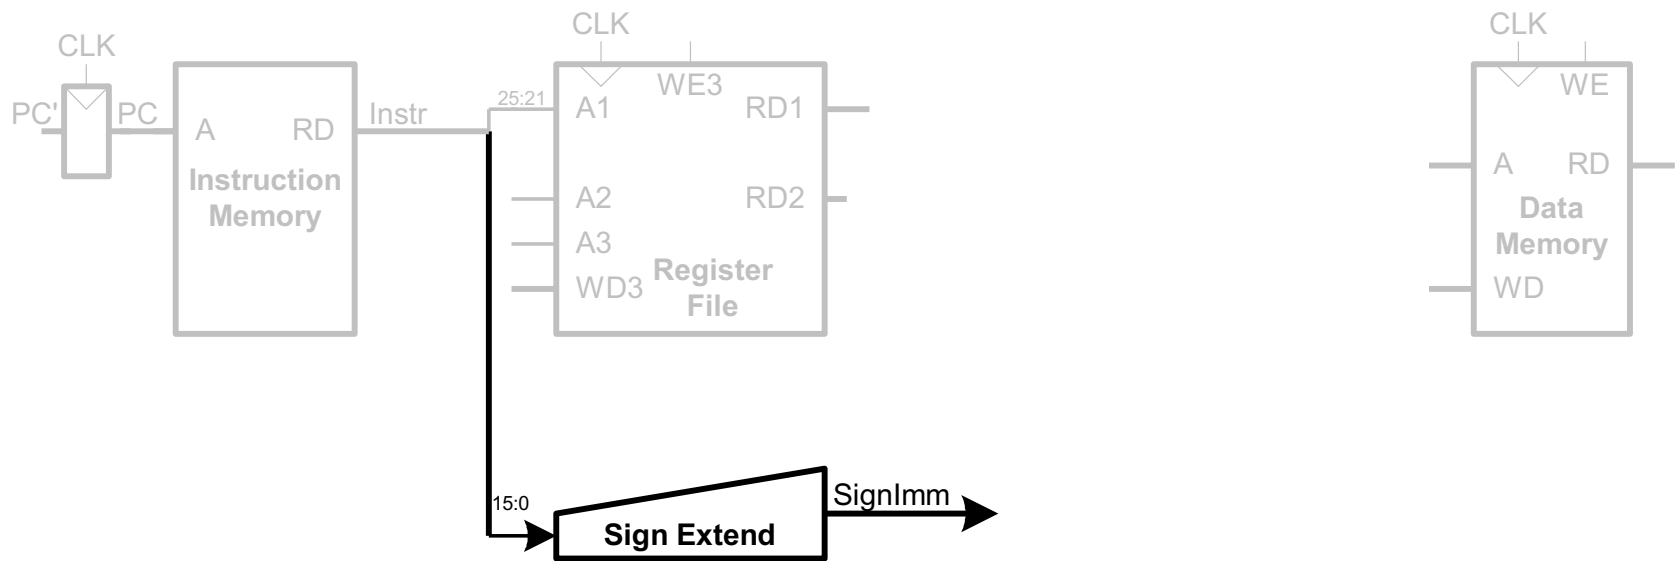 CLK
PC'
PC
A
RD
Instruction
Memory
Instr
25:21
CLK
WE3
A1
RD1
A2
RD2
A3
WD3
Register
File
CLK
WE
A
RD
Data
Memory
WD
15:0
Sign Extend
SignImm